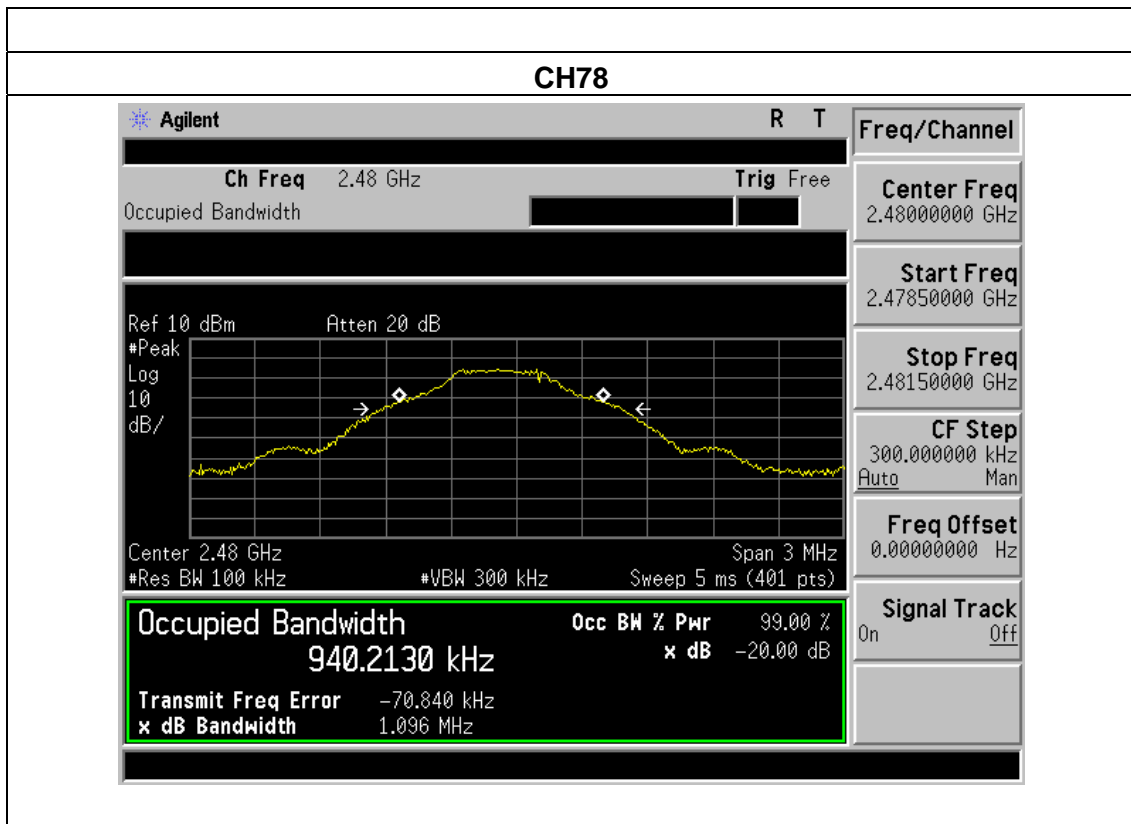 CH78
Agilent R T
Freq/Channel
Ch Freq 2.48 GHz Trig Free
Occupied Bandwidth
Center Freq
2.48000000 GHz
Start Freq
2.47850000 GHz
Stop Freq
2.48150000 GHz
CF Step
300.000000 kHz
Auto Man
Freq Offset
0.00000000 Hz
Signal Track
On Off
Ref 10 dBm Atten 20 dB
#Peak
Log
10
dB/
Center 2.48 GHz Span 3 MHz
#Res BW 100 kHz #VBW 300 kHz Sweep 5 ms (401 pts)
Occupied Bandwidth Occ BW % Pwr 99.00 %
940.2130 kHz x dB -20.00 dB
Transmit Freq Error -70.840 kHz
x dB Bandwidth 1.096 MHz